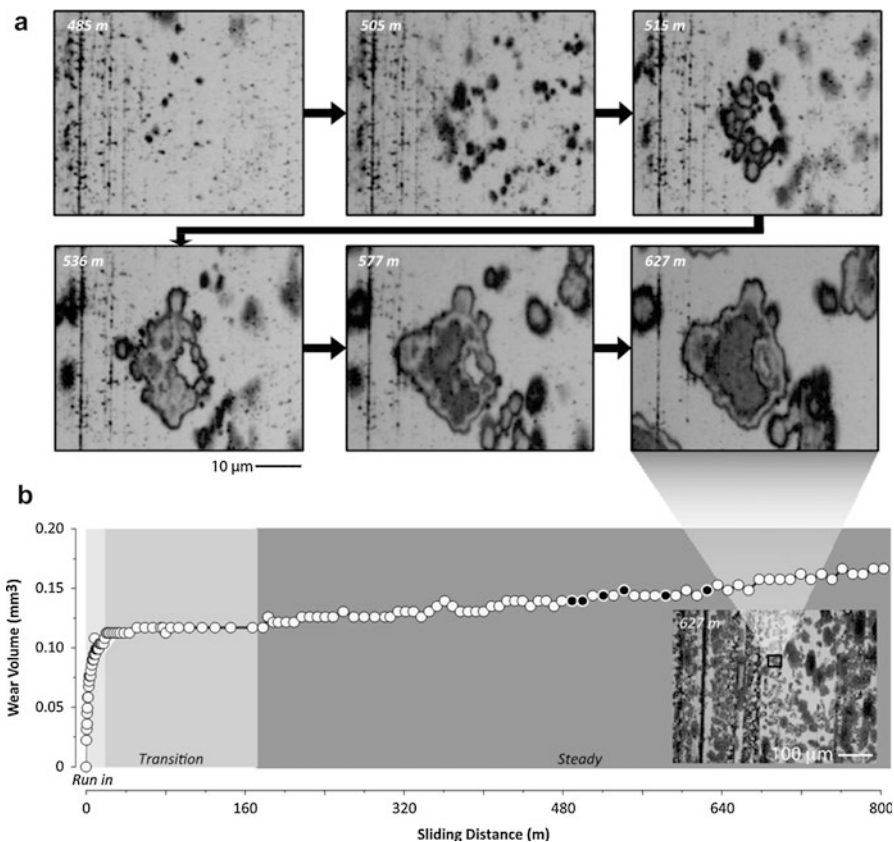 a
485 m
505 m
515 m
536 m
577 m
627 m
10 µm
b
0.20
0.15
0.10
0.05
0
Wear Volume (mm3)
Run in
Transition
Steady
627 m
100 µm
0
160
320
480
640
800
Sliding Distance (m)